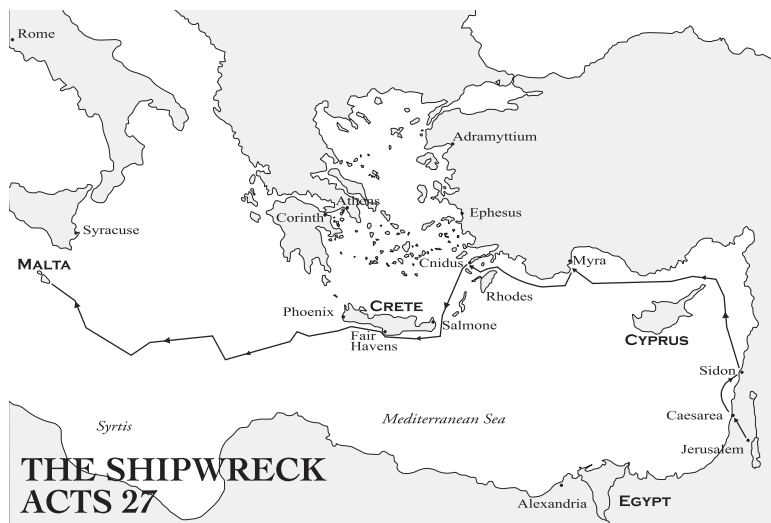 Rome
Adramyttium
Athens
Corinth
Ephesus
Syracuse
MALTA
Cnidus
Myra
Rhodes
Phoenix
CRETE
Salmone
Fair
Havens
CYPRUS
Sidon
Caesarea
Mediterranean Sea
Syrtis
Jerusalem
THE SHIPWRECK
ACTS 27
Alexandria
EGYPT